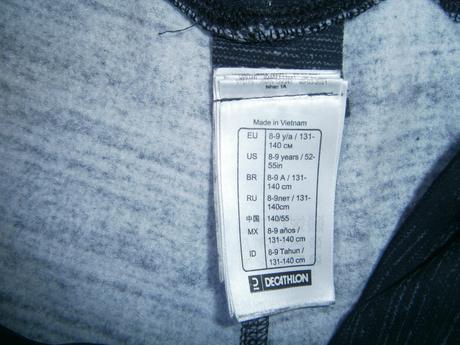 Made in Vietnam
EU 8-9 y/a / 131-
140 см
US 8-9 years / 52-
55in
BR 8-9 A / 131-
140 cm
RU 8-9лет / 131-
140cm
中国 140/55
MX 8-9 años /
131-140 cm
ID 8-9 Tahun /
131-140 cm
DECATHLON